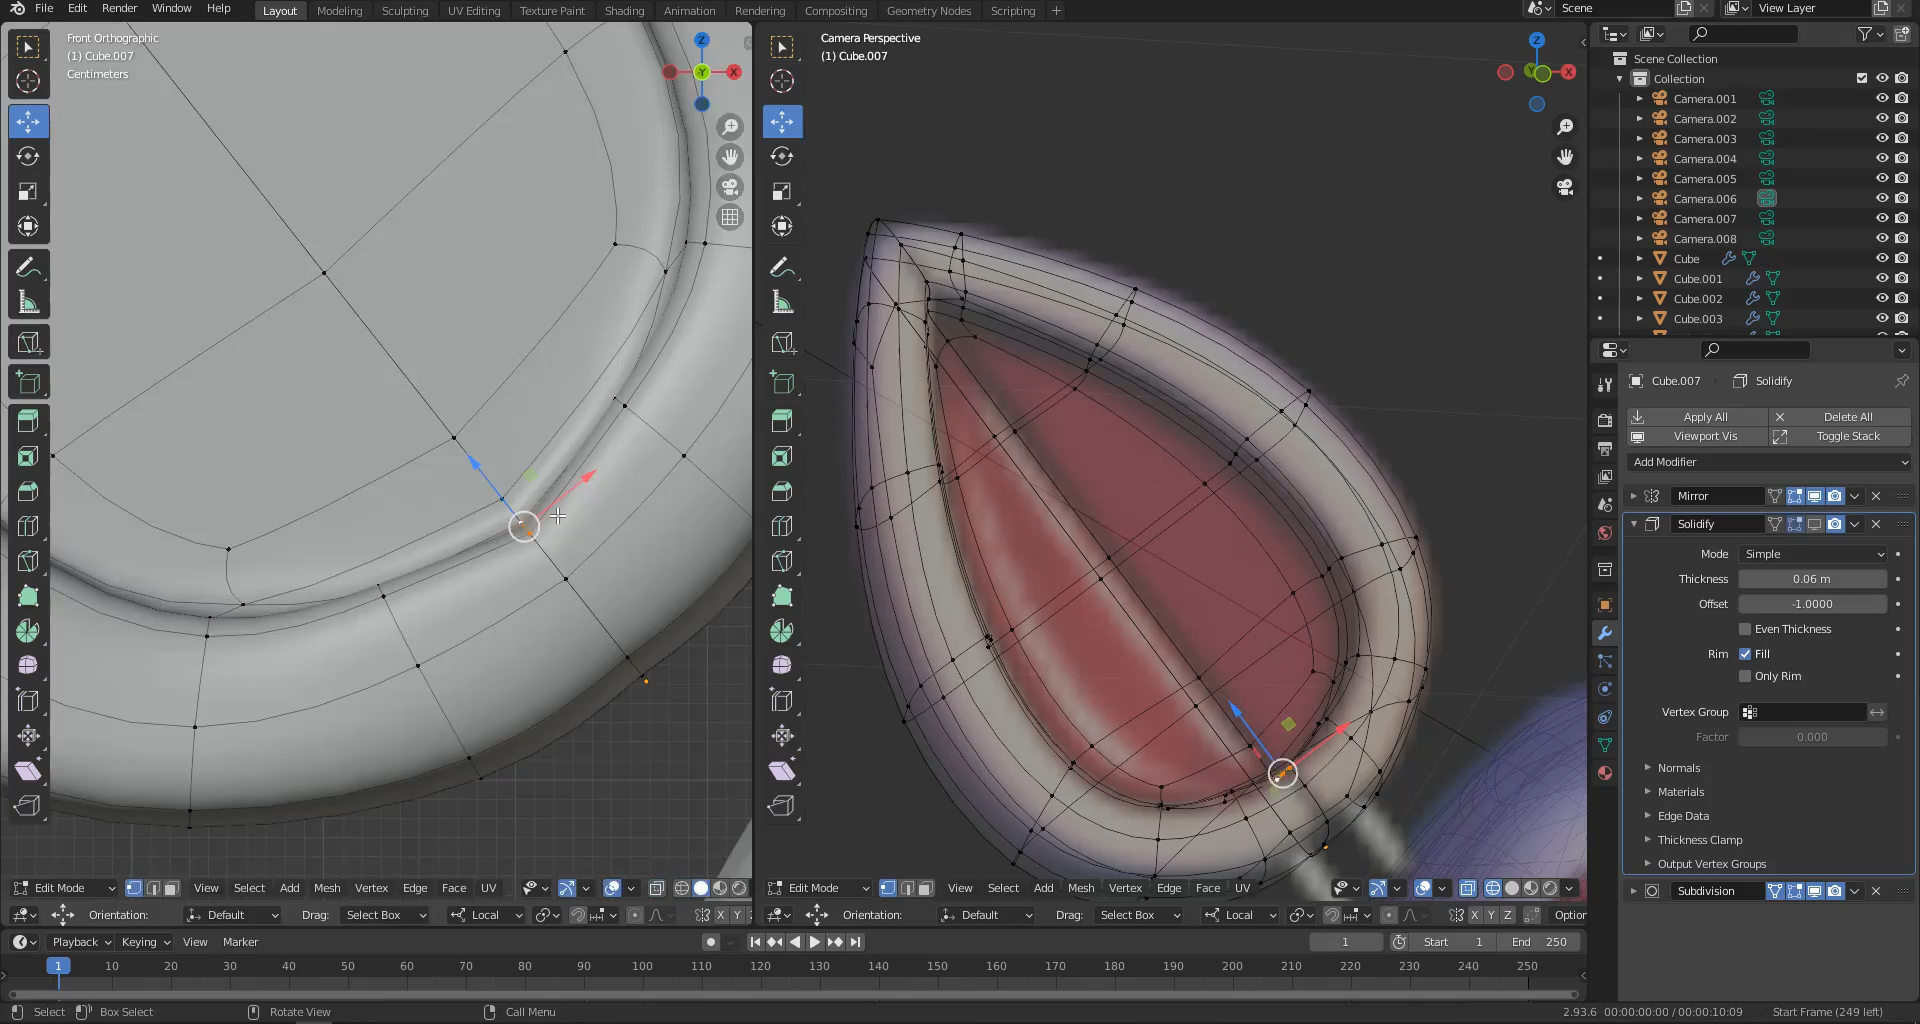 File Edit Render Window Help Layout Modeling Sculpting UV Editing Texture Paint Shading Animation Rendering Compositing Geometry Nodes Scripting + Scene View Layer
Front Orthographic
(1) Cube.007
Centimeters
Z
Y
X
Camera Perspective
(1) Cube.007
Z
Y
X
Scene Collection
Collection
Camera.001
Camera.002
Camera.003
Camera.004
Camera.005
Camera.006
Camera.007
Camera.008
Cube
Cube.001
Cube.002
Cube.003
Cube.007 Solidify
Apply All Delete All
Viewport Vis Toggle Stack
Add Modifier
Mirror
Solidify
Mode Simple
Thickness 0.06 m
Offset -1.0000
Even Thickness
Rim Fill
Only Rim
Vertex Group
Factor 0.000
Normals
Materials
Edge Data
Thickness Clamp
Output Vertex Groups
Subdivision
Edit Mode View Select Add Mesh Vertex Edge Face UV
Orientation: Default Drag: Select Box Local X Y
Edit Mode View Select Add Mesh Vertex Edge Face UV
Orientation: Default Drag: Select Box Local X Y Z Option
Playback Keying View Marker 1 Start 1 End 250
1 10 20 30 40 50 60 70 80 90 100 110 120 130 140 150 160 170 180 190 200 210 220 230 240 250
Select Box Select Rotate View Call Menu 2.93.6 00:00:00:00 / 00:00:10:09 Start Frame (249 left)